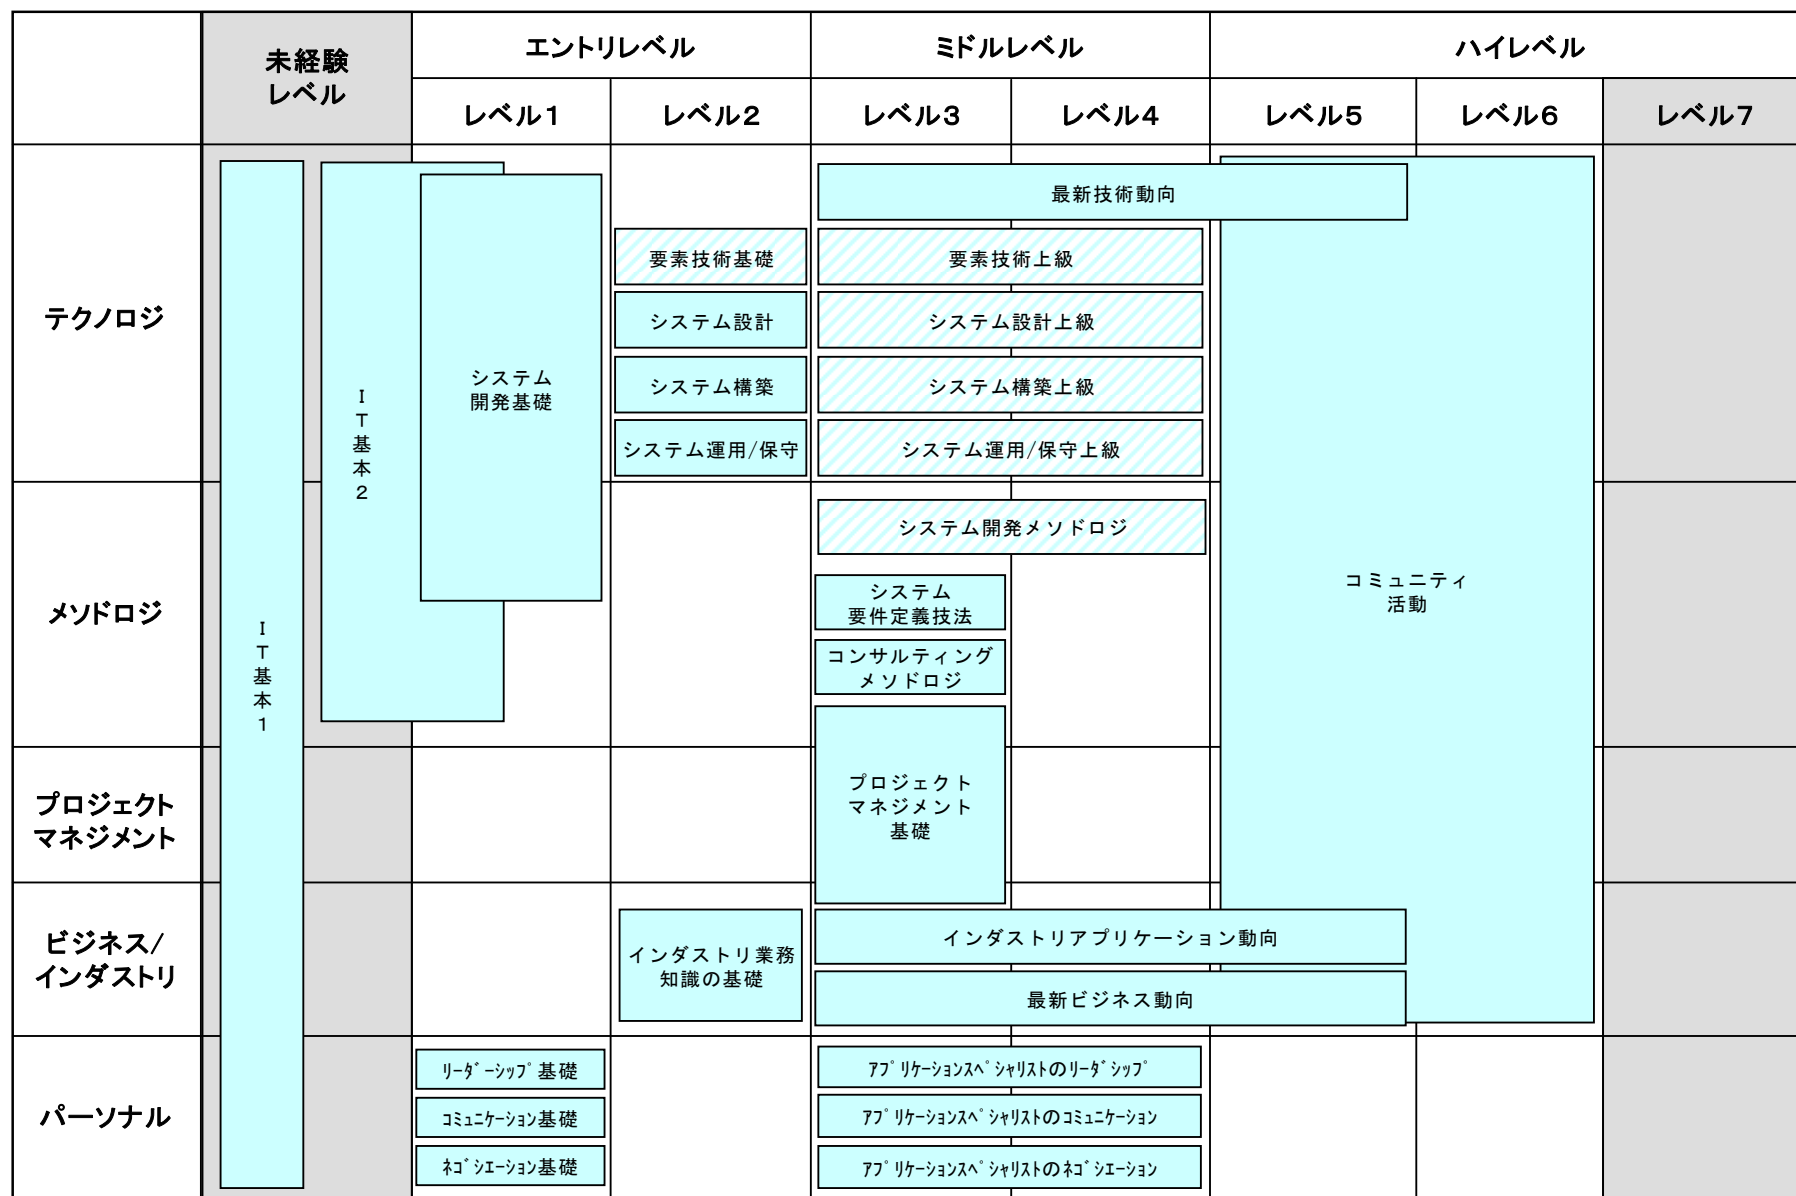 未経験
レベル
エントリレベル
ミドルレベル
ハイレベル
レベル1
レベル2
レベル3
レベル4
レベル5
レベル6
レベル7
テクノロジ
メソドロジ
プロジェクト
マネジメント
ビジネス/
インダストリ
パーソナル
IT基本1
IT基本2
システム
開発基礎
最新技術動向
要素技術基礎
要素技術上級
システム設計
システム設計上級
システム構築
システム構築上級
システム運用/保守
システム運用/保守上級
システム開発メソドロジ
システム
要件定義技法
コンサルティング
メソドロジ
プロジェクト
マネジメント
基礎
コミュニティ
活動
インダストリ業務
知識の基礎
インダストリアプリケーション動向
最新ビジネス動向
ﾘｰﾀﾞｰｼｯﾌﾟ基礎
ｺﾐｭﾆｹｰｼｮﾝ基礎
ﾈｺﾞｼｴｰｼｮﾝ基礎
ｱﾌﾟﾘｹｰｼｮﾝｽﾍﾟｼｬﾘｽﾄのﾘｰﾀﾞｼｯﾌﾟ
ｱﾌﾟﾘｹｰｼｮﾝｽﾍﾟｼｬﾘｽﾄのｺﾐｭﾆｹｰｼｮﾝ
ｱﾌﾟﾘｹｰｼｮﾝｽﾍﾟｼｬﾘｽﾄのﾈｺﾞｼｴｰｼｮﾝ